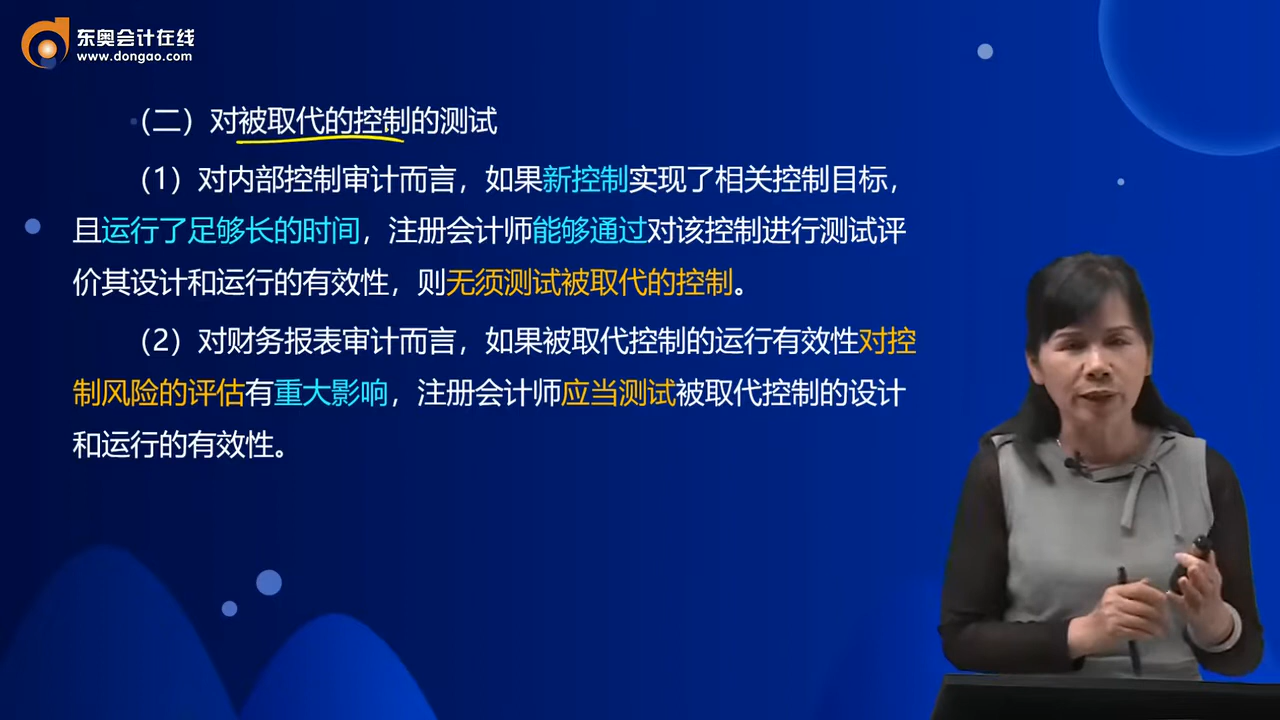 东奥会计在线
www.dongao.com
（二）对被取代的控制的测试
（1）对内部控制审计而言，如果新控制实现了相关控制目标，
且运行了足够长的时间，注册会计师能够通过对该控制进行测试评
价其设计和运行的有效性，则无须测试被取代的控制。
（2）对财务报表审计而言，如果被取代控制的运行有效性对控
制风险的评估有重大影响，注册会计师应当测试被取代控制的设计
和运行的有效性。